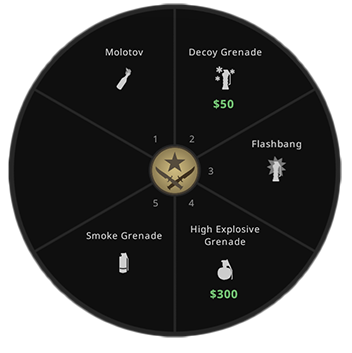 Molotov
Decoy Grenade
$50
1
2
Flashbang
3
5
4
Smoke Grenade
High Explosive
Grenade
$300